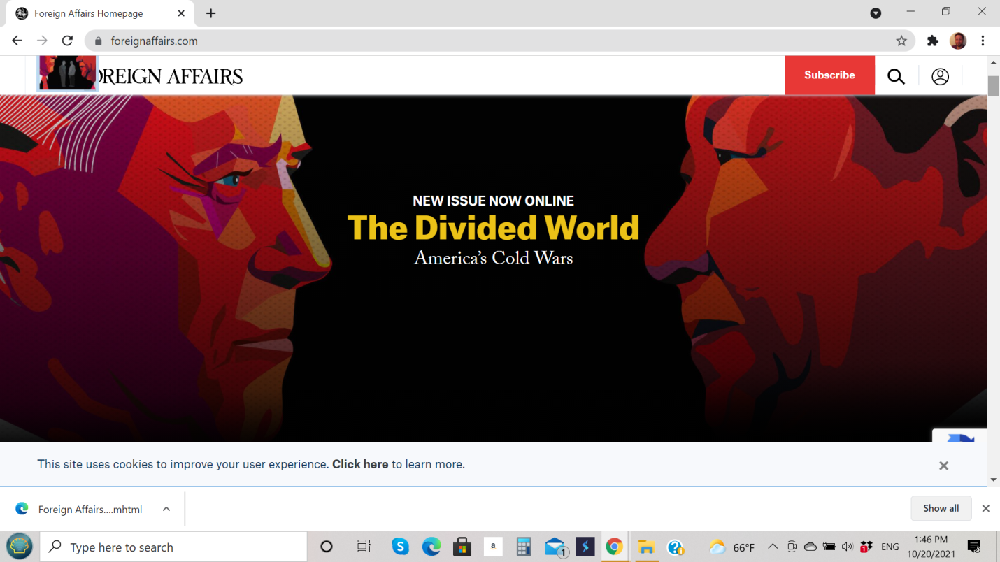 Foreign Affairs Homepage
foreignaffairs.com
OREIGN AFFAIRS
Subscribe
NEW ISSUE NOW ONLINE
The Divided World
America's Cold Wars
This site uses cookies to improve your user experience. Click here to learn more.
Foreign Affairs....mhtml
Show all
Type here to search
S
a
1
66°F
1
ENG
1:46 PM
10/20/2021